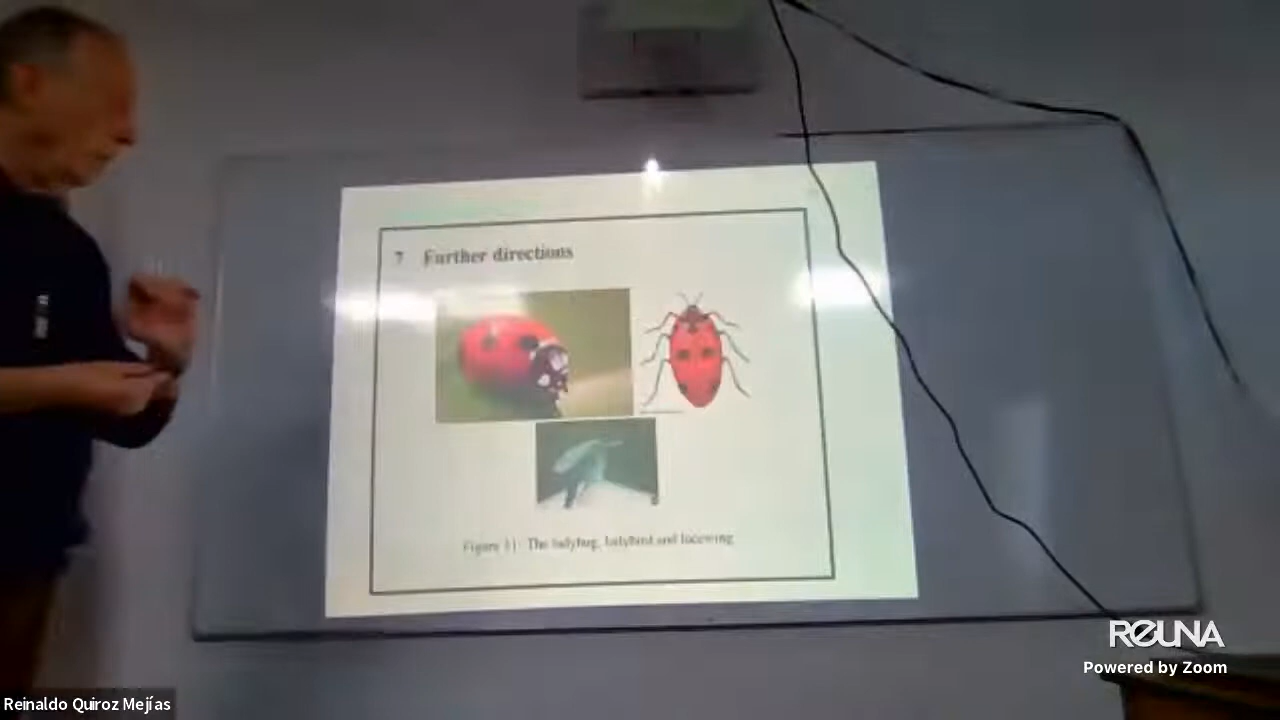 7 Further directions
Figure 11: The ladybug, ladybird and lacewing
REUNA
Powered by Zoom
Reinaldo Quiroz Mejías